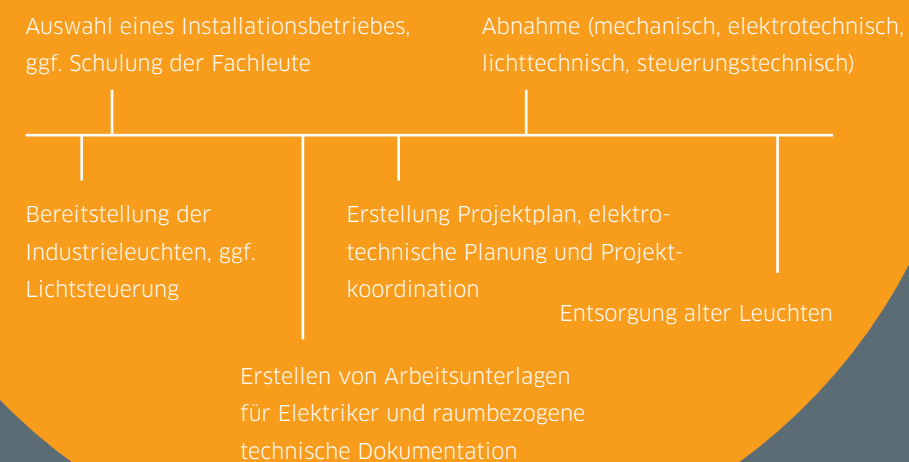 Auswahl eines Installationsbetriebes,
ggf. Schulung der Fachleute
Abnahme (mechanisch, elektrotechnisch,
lichttechnisch, steuerungstechnisch)
Bereitstellung der
Industrieleuchten, ggf.
Lichtsteuerung
Erstellung Projektplan, elektro-
technische Planung und Projekt-
koordination
Entsorgung alter Leuchten
Erstellen von Arbeitsunterlagen
für Elektriker und raumbezogene
technische Dokumentation